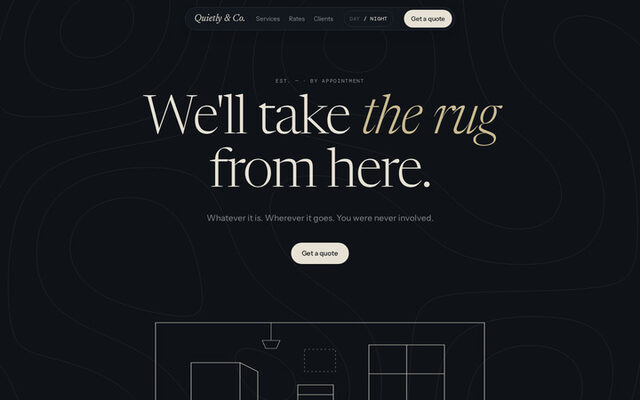 Quietly & Co. Services Rates Clients DAY / NIGHT Get a quote
EST. — · BY APPOINTMENT
We'll take the rug
from here.
Whatever it is. Wherever it goes. You were never involved.
Get a quote